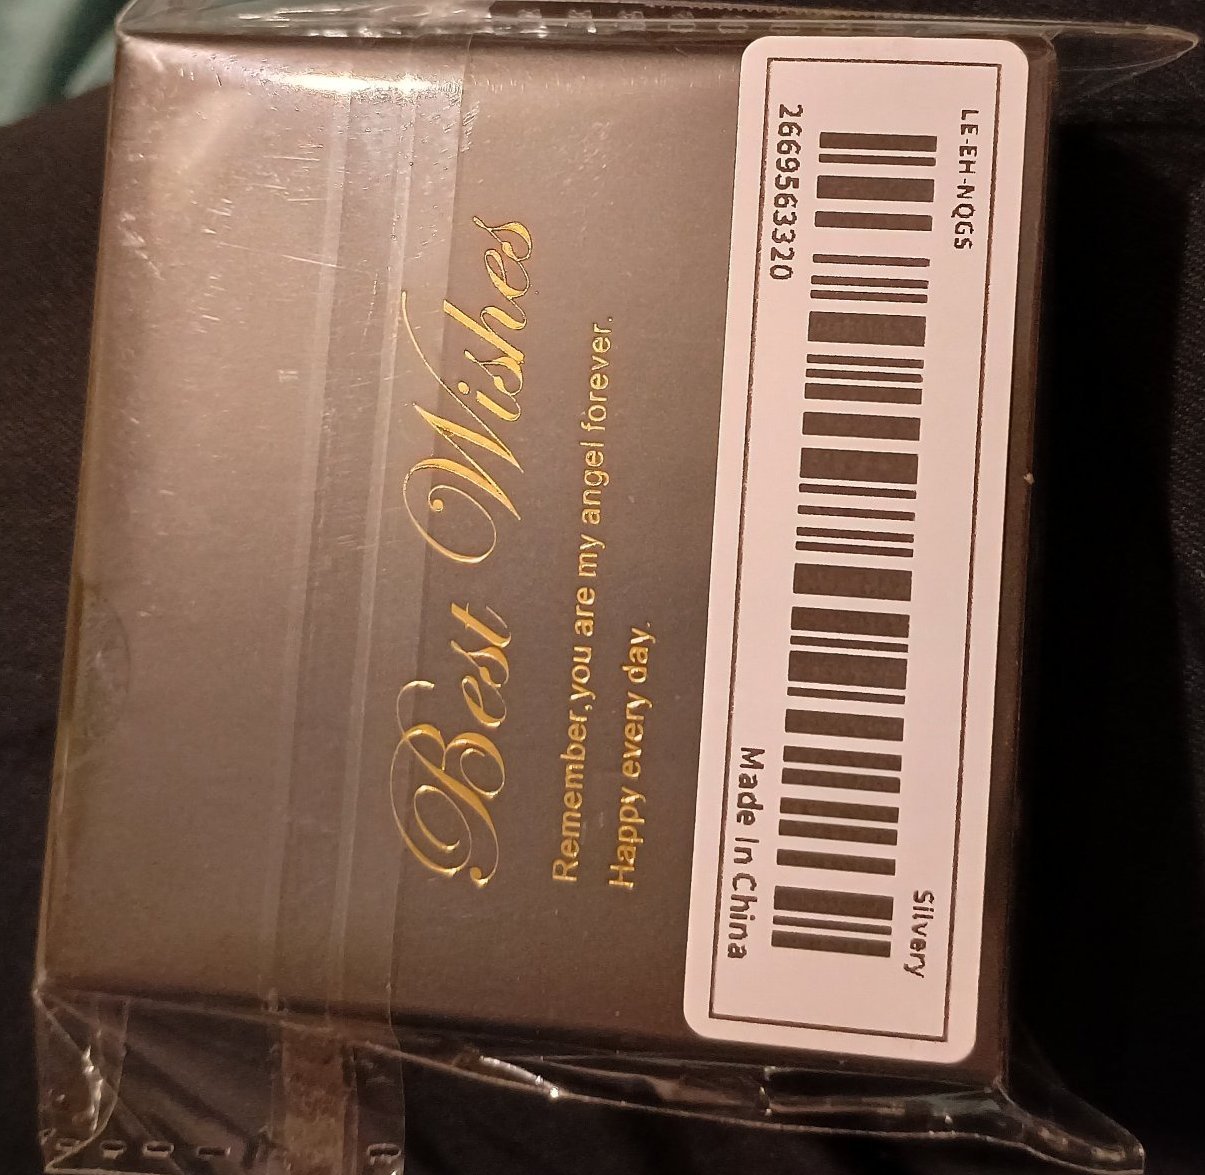 Best Wishes
Remember,you are my angel forever.
Happy every day.
LE-EH-NQGs
Silvery
2669563320
Made In China